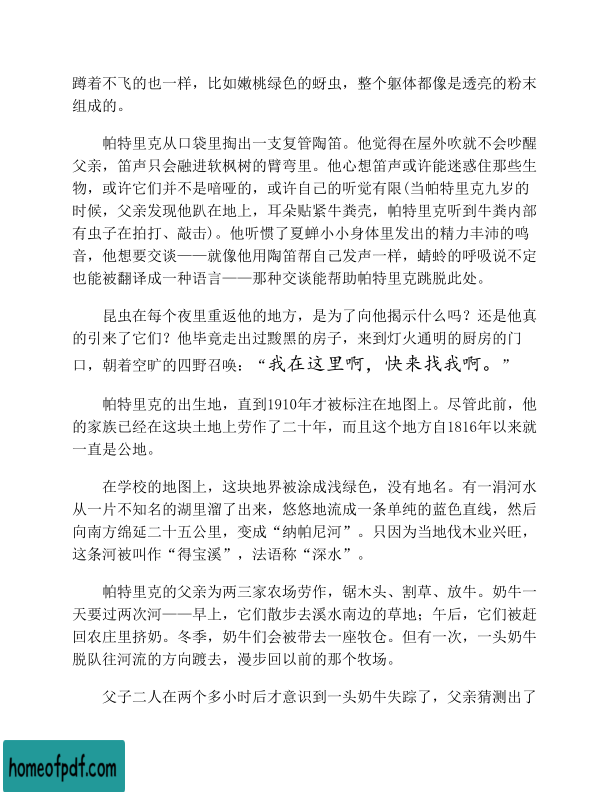 蹲着不飞的也一样，比如嫩桃绿色的蚜虫，整个躯体都像是透亮的粉末
组成的。
帕特里克从口袋里掏出一支复管陶笛。他觉得在屋外吹就不会吵醒
父亲，笛声只会融进软枫树的臂弯里。他心想笛声或许能迷惑住那些生
物，或许它们并不是喑哑的，或许自己的听觉有限(当帕特里克九岁的
时候，父亲发现他趴在地上，耳朵贴紧牛粪壳，帕特里克听到牛粪内部
有虫子在拍打、敲击)。他听惯了夏蝉小小身体里发出的精力丰沛的鸣
音，他想要交谈——就像他用陶笛帮自己发声一样，蜻蛉的呼吸说不定
也能被翻译成一种语言——那种交谈能帮助帕特里克跳脱此处。
昆虫在每个夜里重返他的地方，是为了向他揭示什么吗？还是他真
的引来了它们？他毕竟走出过黢黑的房子，来到灯火通明的厨房的门
口，朝着空旷的四野召唤：“我在这里啊，快来找我啊。”
帕特里克的出生地，直到1910年才被标注在地图上。尽管此前，他
的家族已经在这块土地上劳作了二十年，而且这个地方自1816年以来就
一直是公地。
在学校的地图上，这块地界被涂成浅绿色，没有地名。有一涓河水
从一片不知名的湖里溜了出来，悠悠地流成一条单纯的蓝色直线，然后
向南方绵延二十五公里，变成“纳帕尼河”。只因为当地伐木业兴旺，
这条河被叫作“得宝溪”，法语称“深水”。
帕特里克的父亲为两三家农场劳作，锯木头、割草、放牛。奶牛一
天要过两次河——早上，它们散步去溪水南边的草地；午后，它们被赶
回农庄里挤奶。冬季，奶牛们会被带去一座牧仓。但有一次，一头奶牛
脱队往河流的方向踱去，漫步回以前的那个牧场。
父子二人在两个多小时后才意识到一头奶牛失踪了，父亲猜测出了
homeofpdf.com